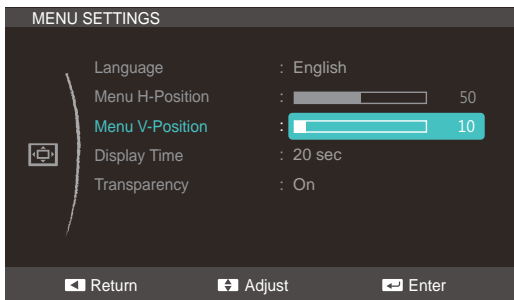 MENU SETTINGS
Language : English
Menu H-Position : 50
Menu V-Position : 10
Display Time : 20 sec
Transparency : On
Return Adjust Enter